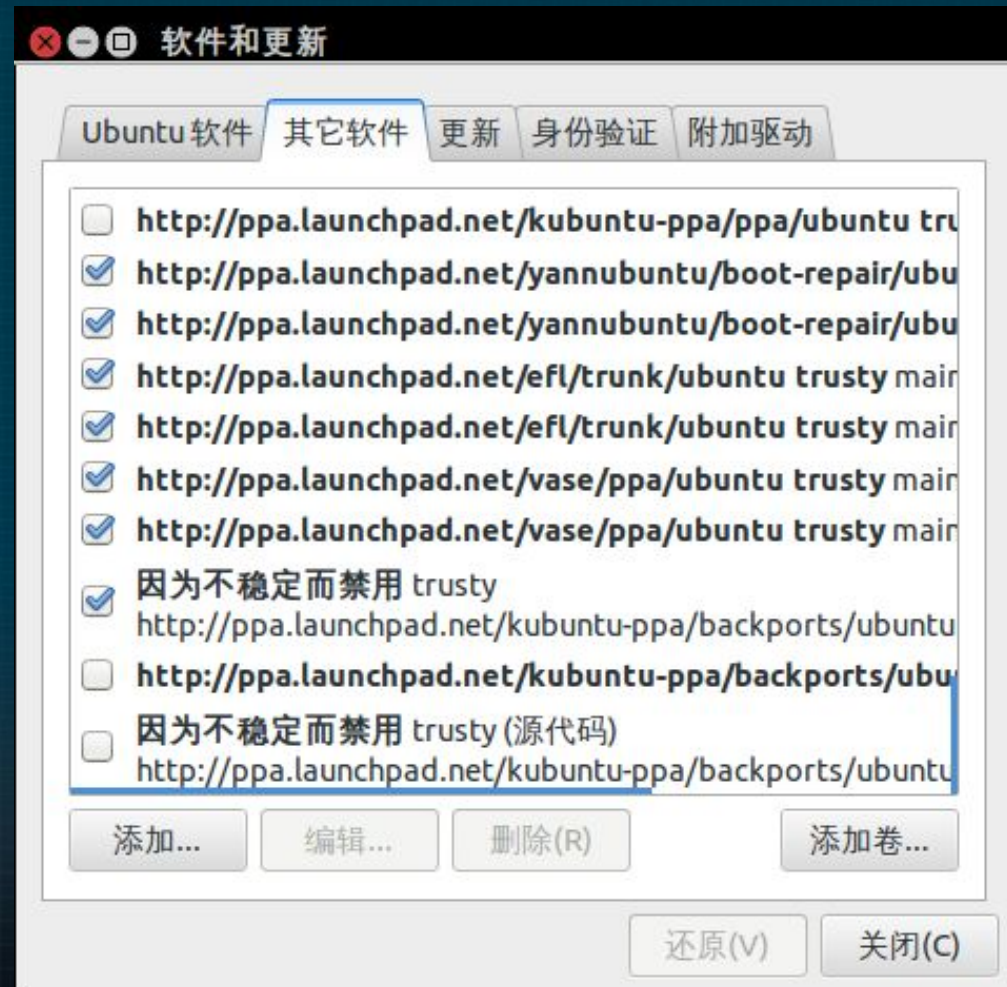 软件和更新
Ubuntu 软件 其它软件 更新 身份验证 附加驱动
http://ppa.launchpad.net/kubuntu-ppa/ppa/ubuntu tru
http://ppa.launchpad.net/yannubuntu/boot-repair/ubu
http://ppa.launchpad.net/yannubuntu/boot-repair/ubu
http://ppa.launchpad.net/efl/trunk/ubuntu trusty main
http://ppa.launchpad.net/efl/trunk/ubuntu trusty main
http://ppa.launchpad.net/vase/ppa/ubuntu trusty main
http://ppa.launchpad.net/vase/ppa/ubuntu trusty main
因为不稳定而禁用 trusty
http://ppa.launchpad.net/kubuntu-ppa/backports/ubuntu
http://ppa.launchpad.net/kubuntu-ppa/backports/ubu
因为不稳定而禁用 trusty (源代码)
http://ppa.launchpad.net/kubuntu-ppa/backports/ubuntu
添加... 编辑... 删除(R) 添加卷...
还原(V) 关闭(C)